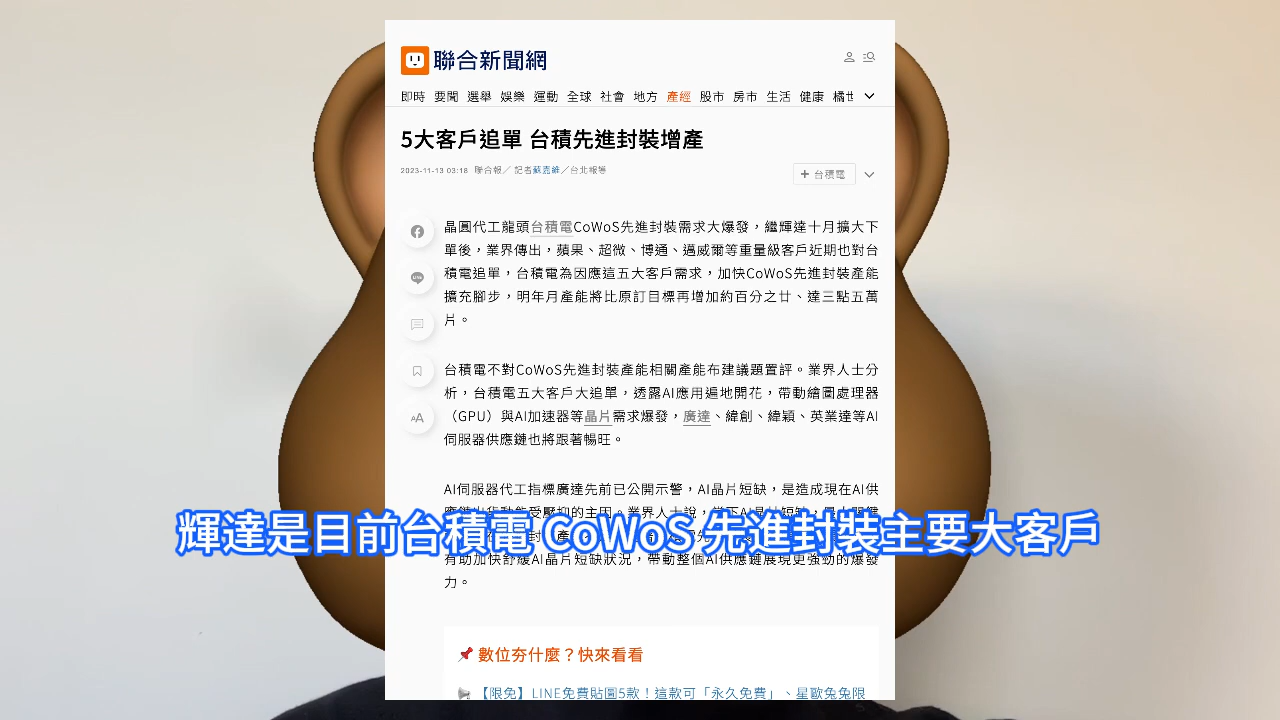 聯合新聞網
即時 要聞 選舉 娛樂 運動 全球 社會 地方 產經 股市 房市 生活 健康 橘世
5大客戶追單 台積先進封裝增產
2023-11-13 03:18 聯合報／ 記者蘇嘉維／台北報導
+ 台積電
晶圓代工龍頭台積電CoWoS先進封裝需求大爆發，繼輝達十月擴大下
單後，業界傳出，蘋果、超微、博通、邁威爾等重量級客戶近期也對台
積電追單，台積電為因應這五大客戶需求，加快CoWoS先進封裝產能
擴充腳步，明年月產能將比原訂目標再增加約百分之廿、達三點五萬
片。
台積電不對CoWoS先進封裝產能相關產能布建議題置評。業界人士分
析，台積電五大客戶大追單，透露AI應用遍地開花，帶動繪圖處理器
（GPU）與AI加速器等晶片需求爆發，廣達、緯創、緯穎、英業達等AI
伺服器供應鏈也將跟著暢旺。
AI伺服器代工指標廣達先前已公開示警，AI晶片短缺，是造成現在AI供
輝達是目前台積電 CoWoS 先進封裝主要大客戶
有助加快舒緩AI晶片短缺狀況，帶動整個AI供應鏈展現更強勁的爆發
力。
數位夯什麼？快來看看
【限免】LINE免費貼圖5款！這款可「永久免費」、星歐兔兔限
AA